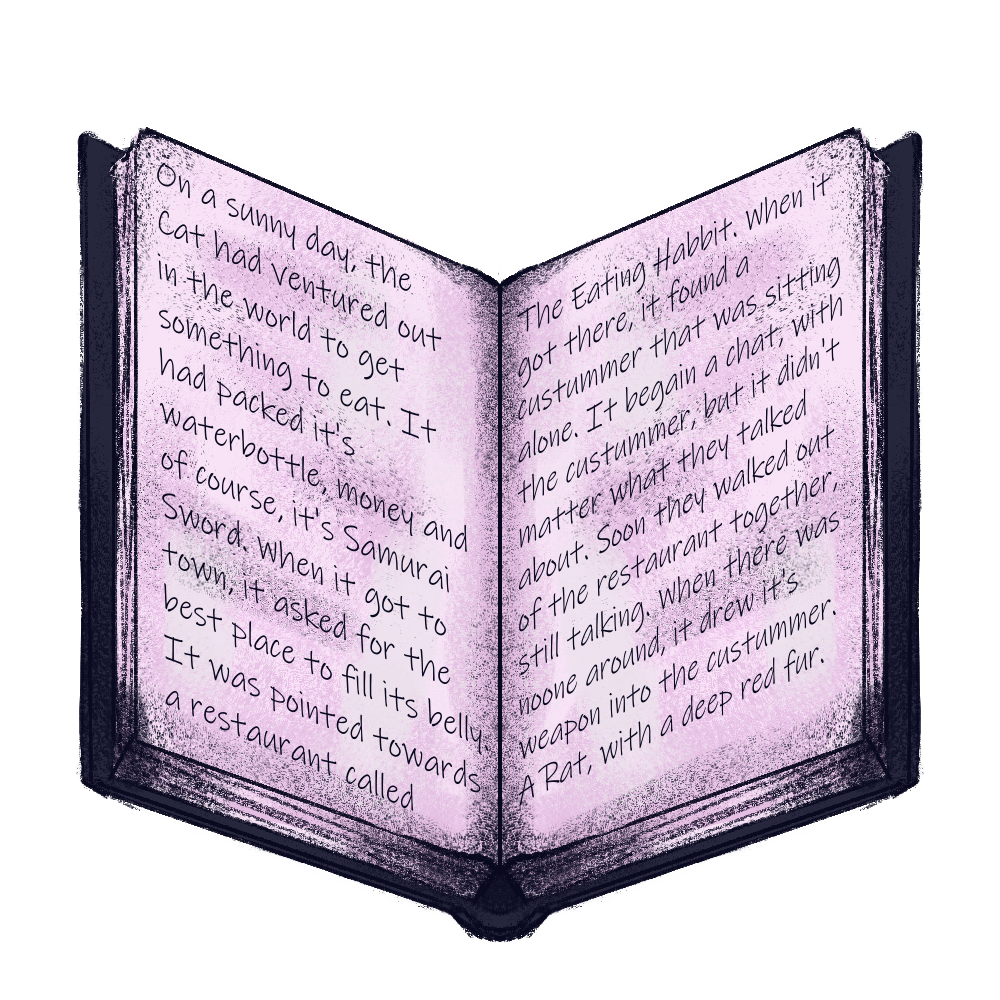 On a sunny day, the
Cat had ventured out
in the world to get
something to eat. It
had packed it's
waterbottle, money and
of course, it's Samurai
Sword. When it got to
town, it asked for the
best place to fill its belly.
It was pointed towards
a restaurant called
The Eating Habbit. When it
got there, it found a
custummer that was sitting
alone. It begain a chat, with
the custummer, but it didn't
matter what they talked
about. Soon they walked out
of the restaurant together,
still talking. When there was
noone around, it drew it's
weapon into the custummer.
A Rat, with a deep red fur.